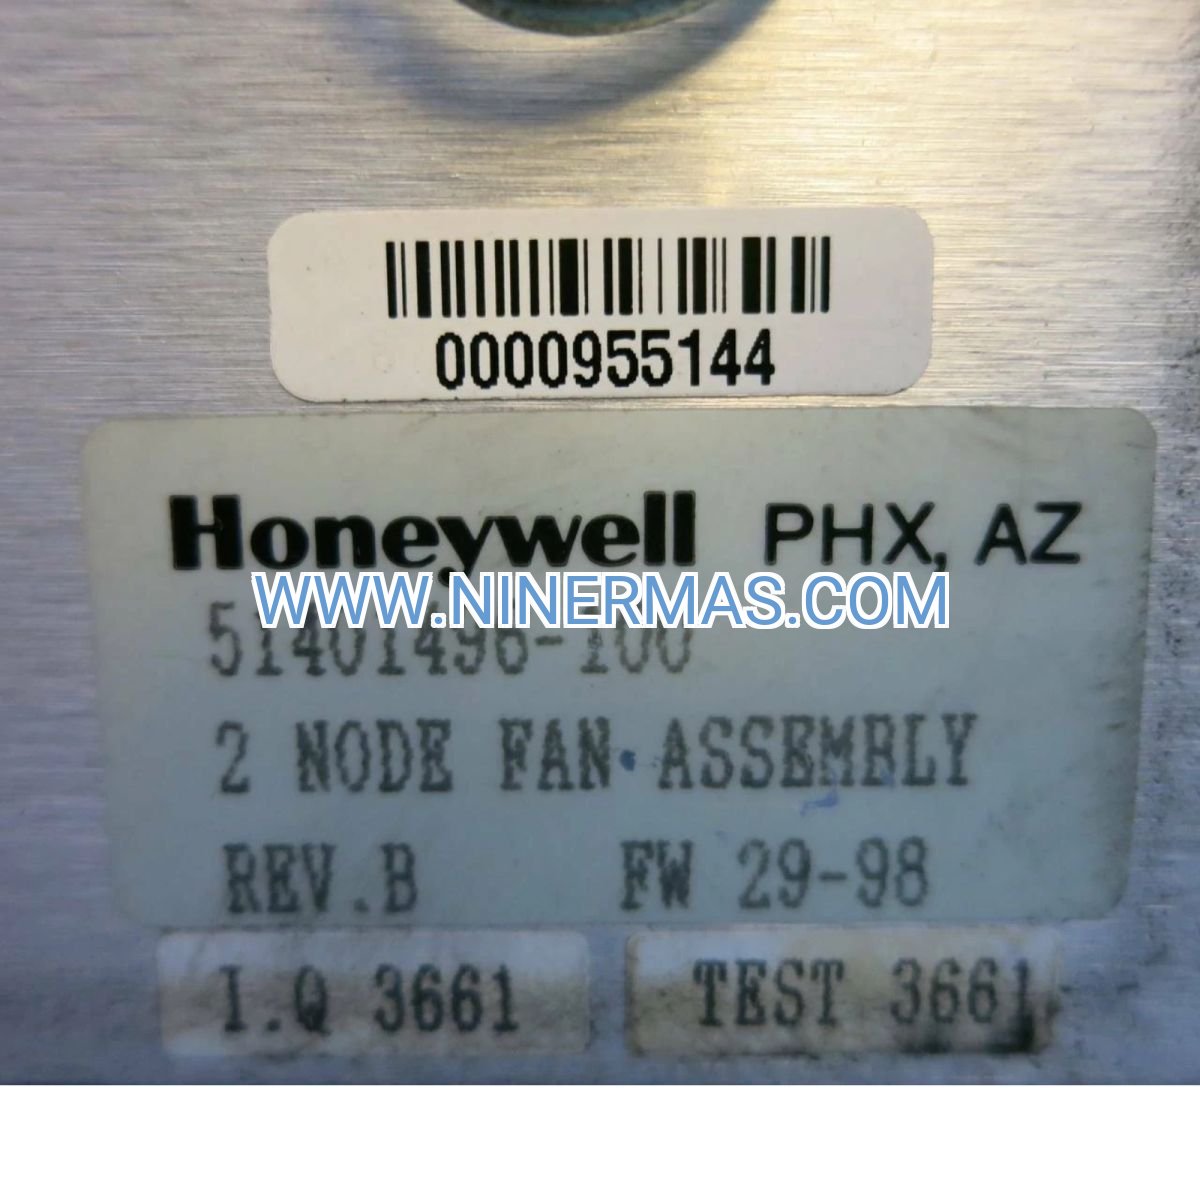 0000955144
Honeywell PHX, AZ
WWW.NINERMAS.COM
51401496-100
2 NODE FAN ASSEMBLY
REV.B FW 29-98
I.Q 3661
TEST 3661